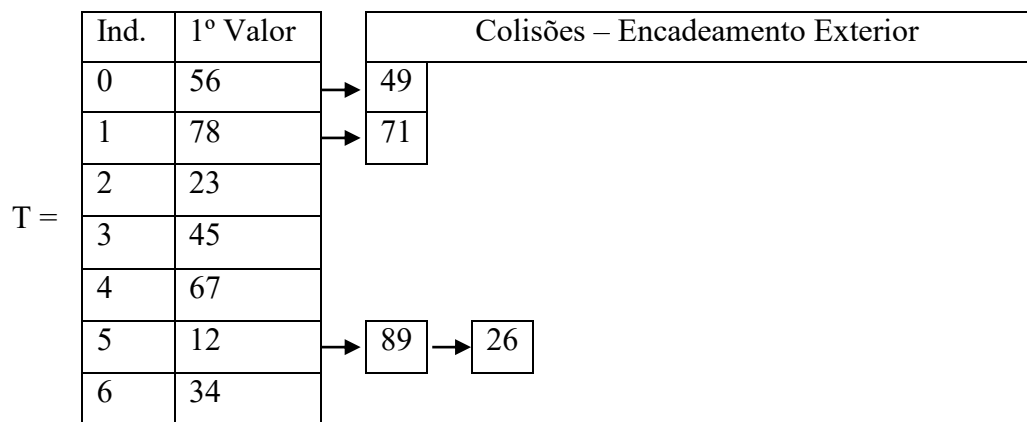 Ind. 1º Valor Colisões – Encadeamento Exterior
0 56 49
1 78 71
2 23
T =
3 45
4 67
5 12 89 26
6 34